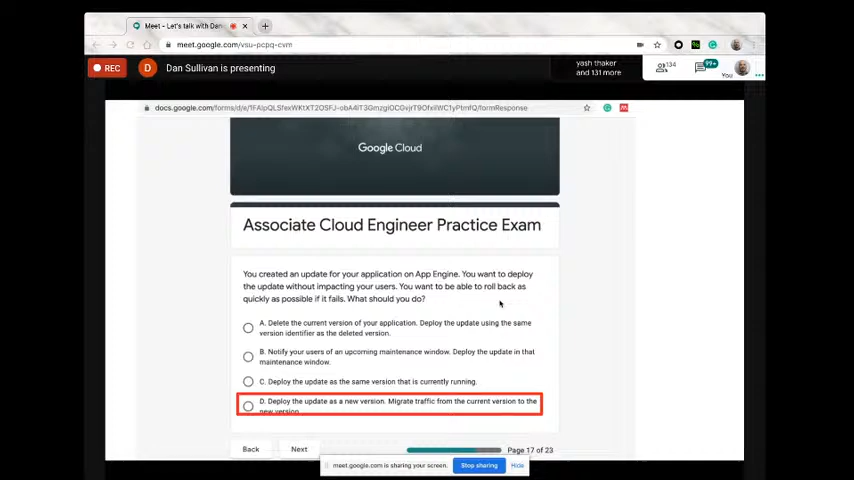 Meet - Let's talk with Dan
meet.google.com/vsu-pcpq-cvm
REC
D
Dan Sullivan is presenting
yash thaker
and 131 more
134
99+
You
docs.google.com/forms/d/e/
Google Cloud
Associate Cloud Engineer Practice Exam
You created an update for your application on App Engine. You want to deploy
the update without impacting your users. You want to be able to roll back as
quickly as possible if it fails. What should you do?
A. Delete the current version of your application. Deploy the update using the same
version identifier as the deleted version.
B. Notify your users of an upcoming maintenance window. Deploy the update in that
maintenance window.
C. Deploy the update as the same version that is currently running.
D. Deploy the update as a new version. Migrate traffic from the current version to the
new version.
Back
Next
Page 17 of 23
meet.google.com is sharing your screen.
Stop sharing
Hide